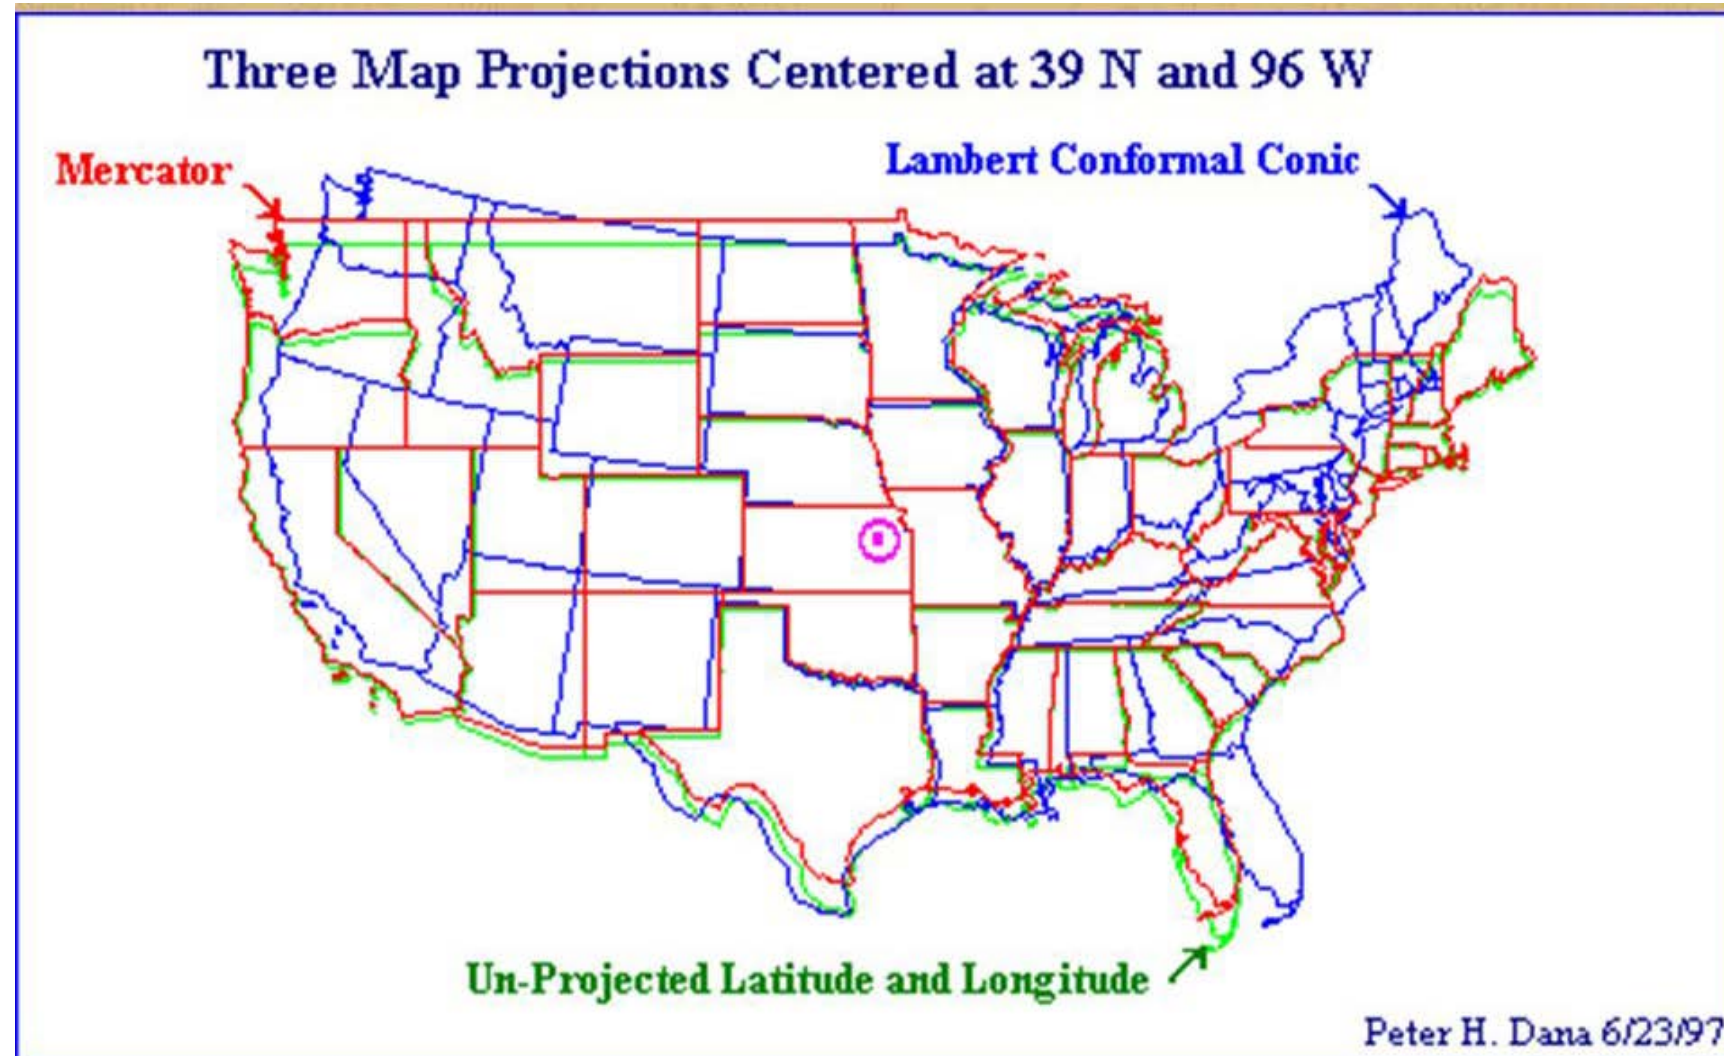 Three Map Projections Centered at 39 N and 96 W
Mercator
Lambert Conformal Conic
Un-Projected Latitude and Longitude
Peter H. Dana 6/23/97